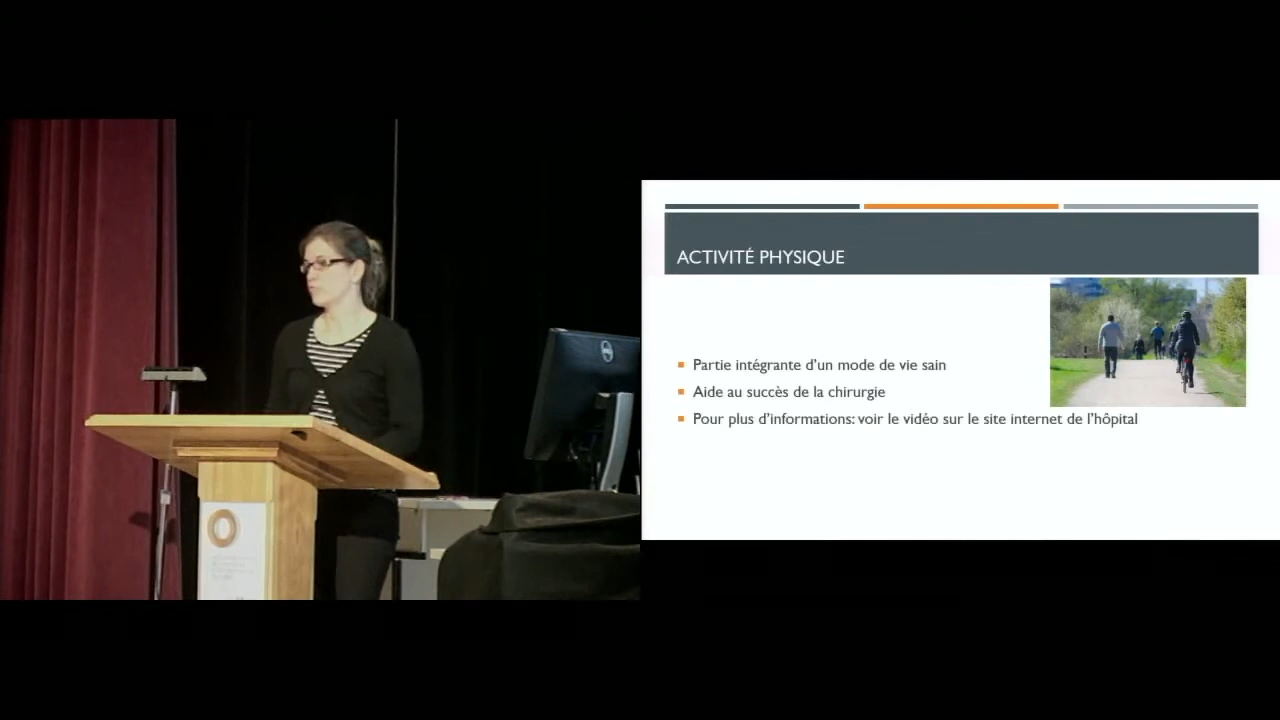 ACTIVITÉ PHYSIQUE
Partie intégrante d'un mode de vie sain
Aide au succès de la chirurgie
Pour plus d'informations: voir le vidéo sur le site internet de l'hôpital
DELL